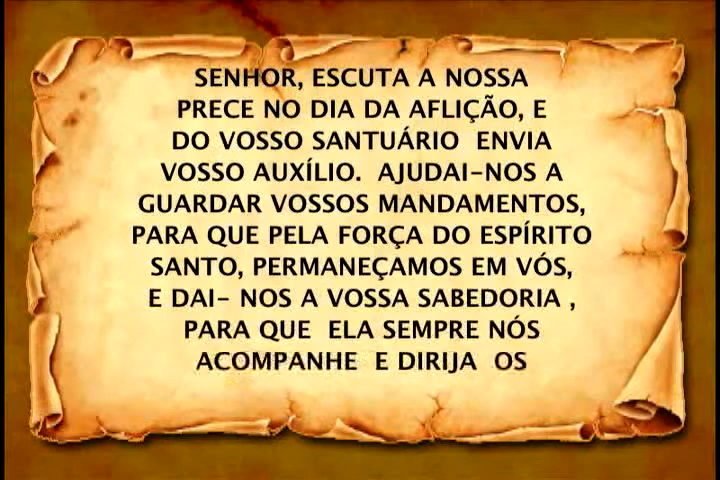 SENHOR, ESCUTA A NOSSA
PRECE NO DIA DA AFLIÇÃO, E
DO VOSSO SANTUÁRIO ENVIA
VOSSO AUXÍLIO. AJUDAI-NOS A
GUARDAR VOSSOS MANDAMENTOS,
PARA QUE PELA FORÇA DO ESPÍRITO
SANTO, PERMANEÇAMOS EM VÓS,
E DAI- NOS A VOSSA SABEDORIA ,
PARA QUE ELA SEMPRE NÓS
ACOMPANHE E DIRIJA OS